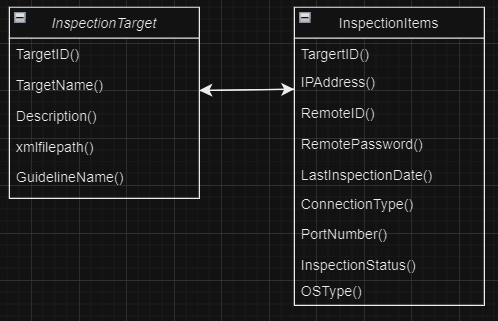 InspectionTarget
TargetID()
TargetName()
Description()
xmlfilepath()
GuidelineName()
InspectionItems
TargertID()
IPAddress()
RemoteID()
RemotePassword()
LastInspectionDate()
ConnectionType()
PortNumber()
InspectionStatus()
OSType()